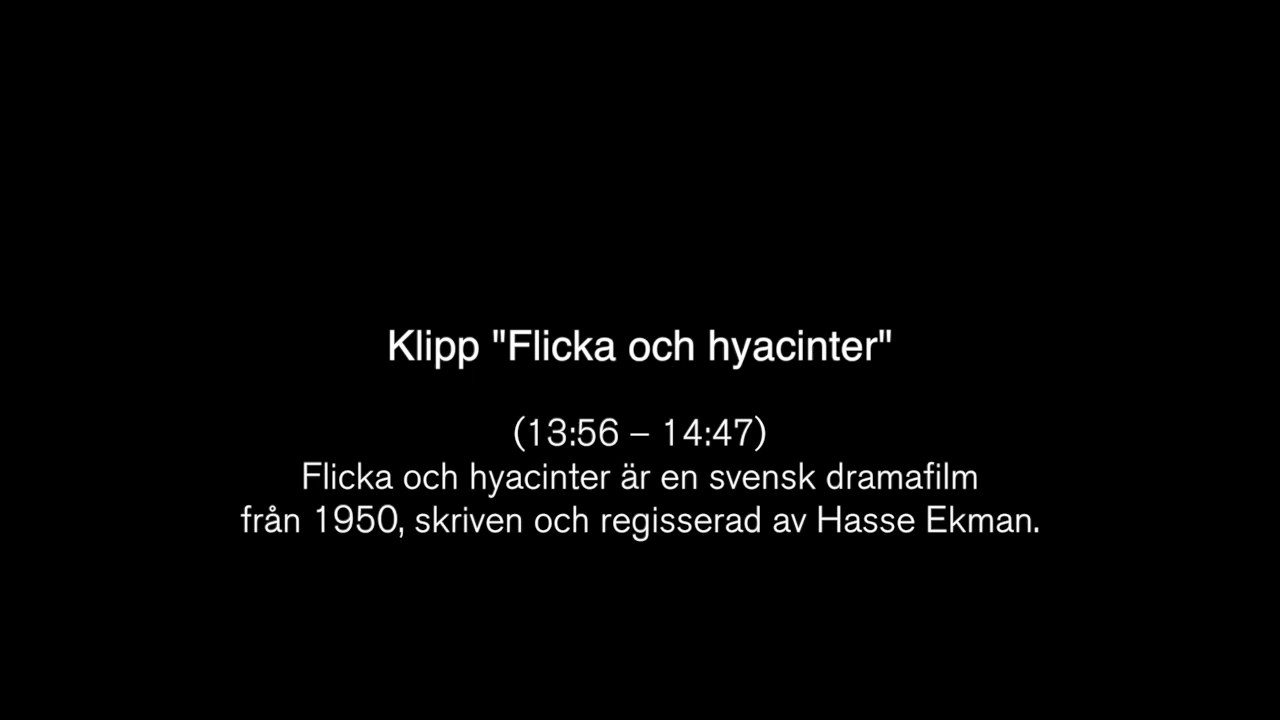 Klipp "Flicka och hyacinter"
(13:56 – 14:47)
Flicka och hyacinter är en svensk dramafilm
från 1950, skriven och regisserad av Hasse Ekman.